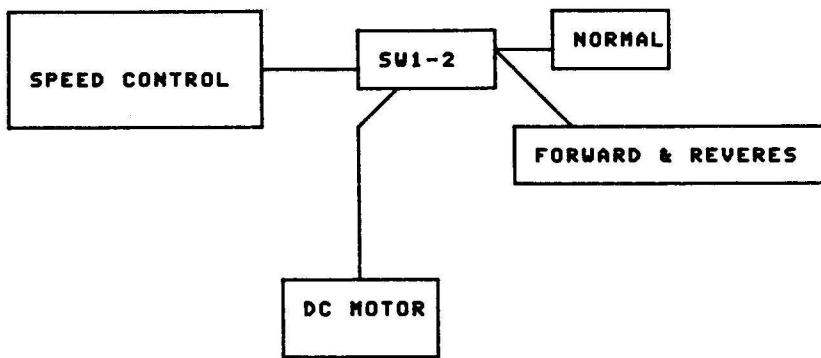 NORMAL
SW1-2
SPEED CONTROL
FORWARD & REVERES
DC MOTOR